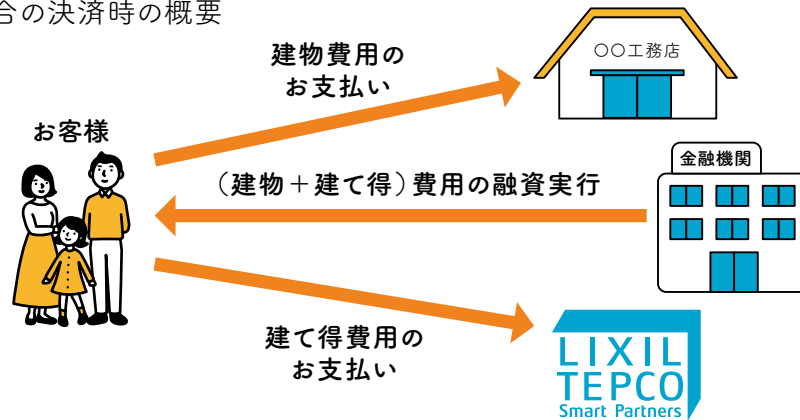 合の決済時の概要
建物費用の
お支払い
〇〇工務店
お客様
金融機関
（建物＋建て得）費用の融資実行
建て得費用の
お支払い
LIXIL
TEPCO
Smart Partners